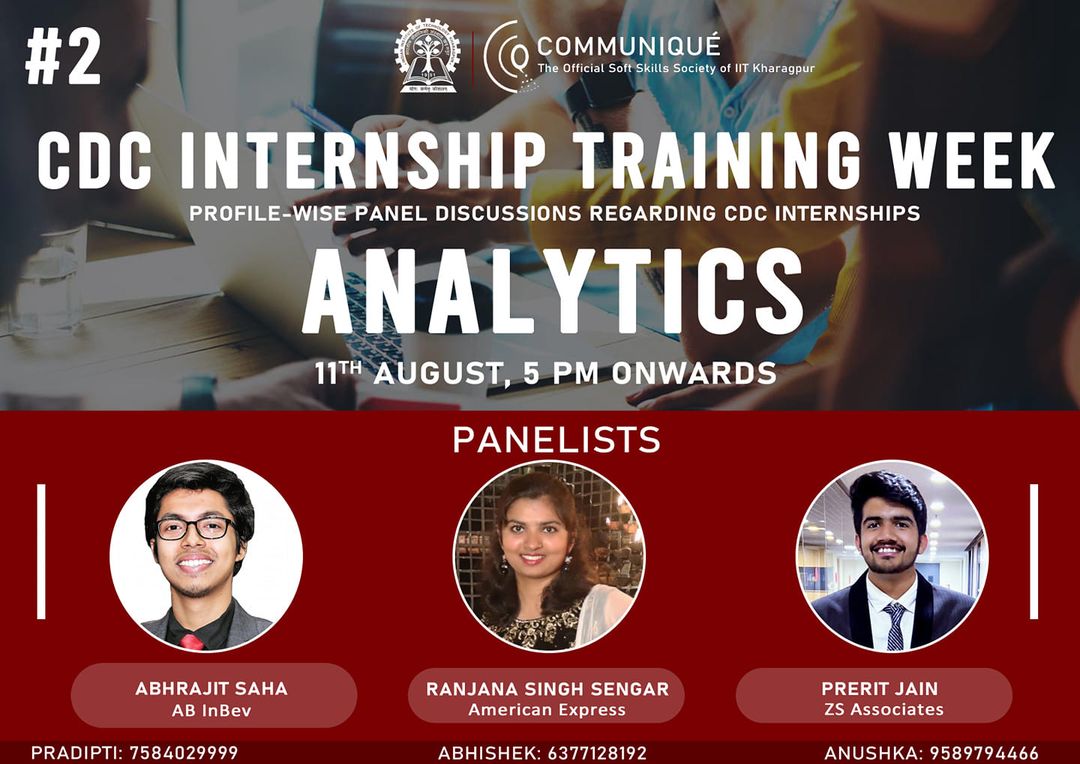 #2
COMMUNIQUÉ
The Official Soft Skills Society of IIT Kharagpur
1951
CDC INTERNSHIP TRAINING WEEK
PROFILE-WISE PANEL DISCUSSIONS REGARDING CDC INTERNSHIPS
ANALYTICS
11TH AUGUST, 5 PM ONWARDS
PANELISTS
ABHRAJIT SAHA
AB InBev
RANJANA SINGH SENGAR
American Express
PRERIT JAIN
ZS Associates
PRADIPTI: 7584029999
ABHISHEK: 6377128192
ANUSHKA: 9589794466